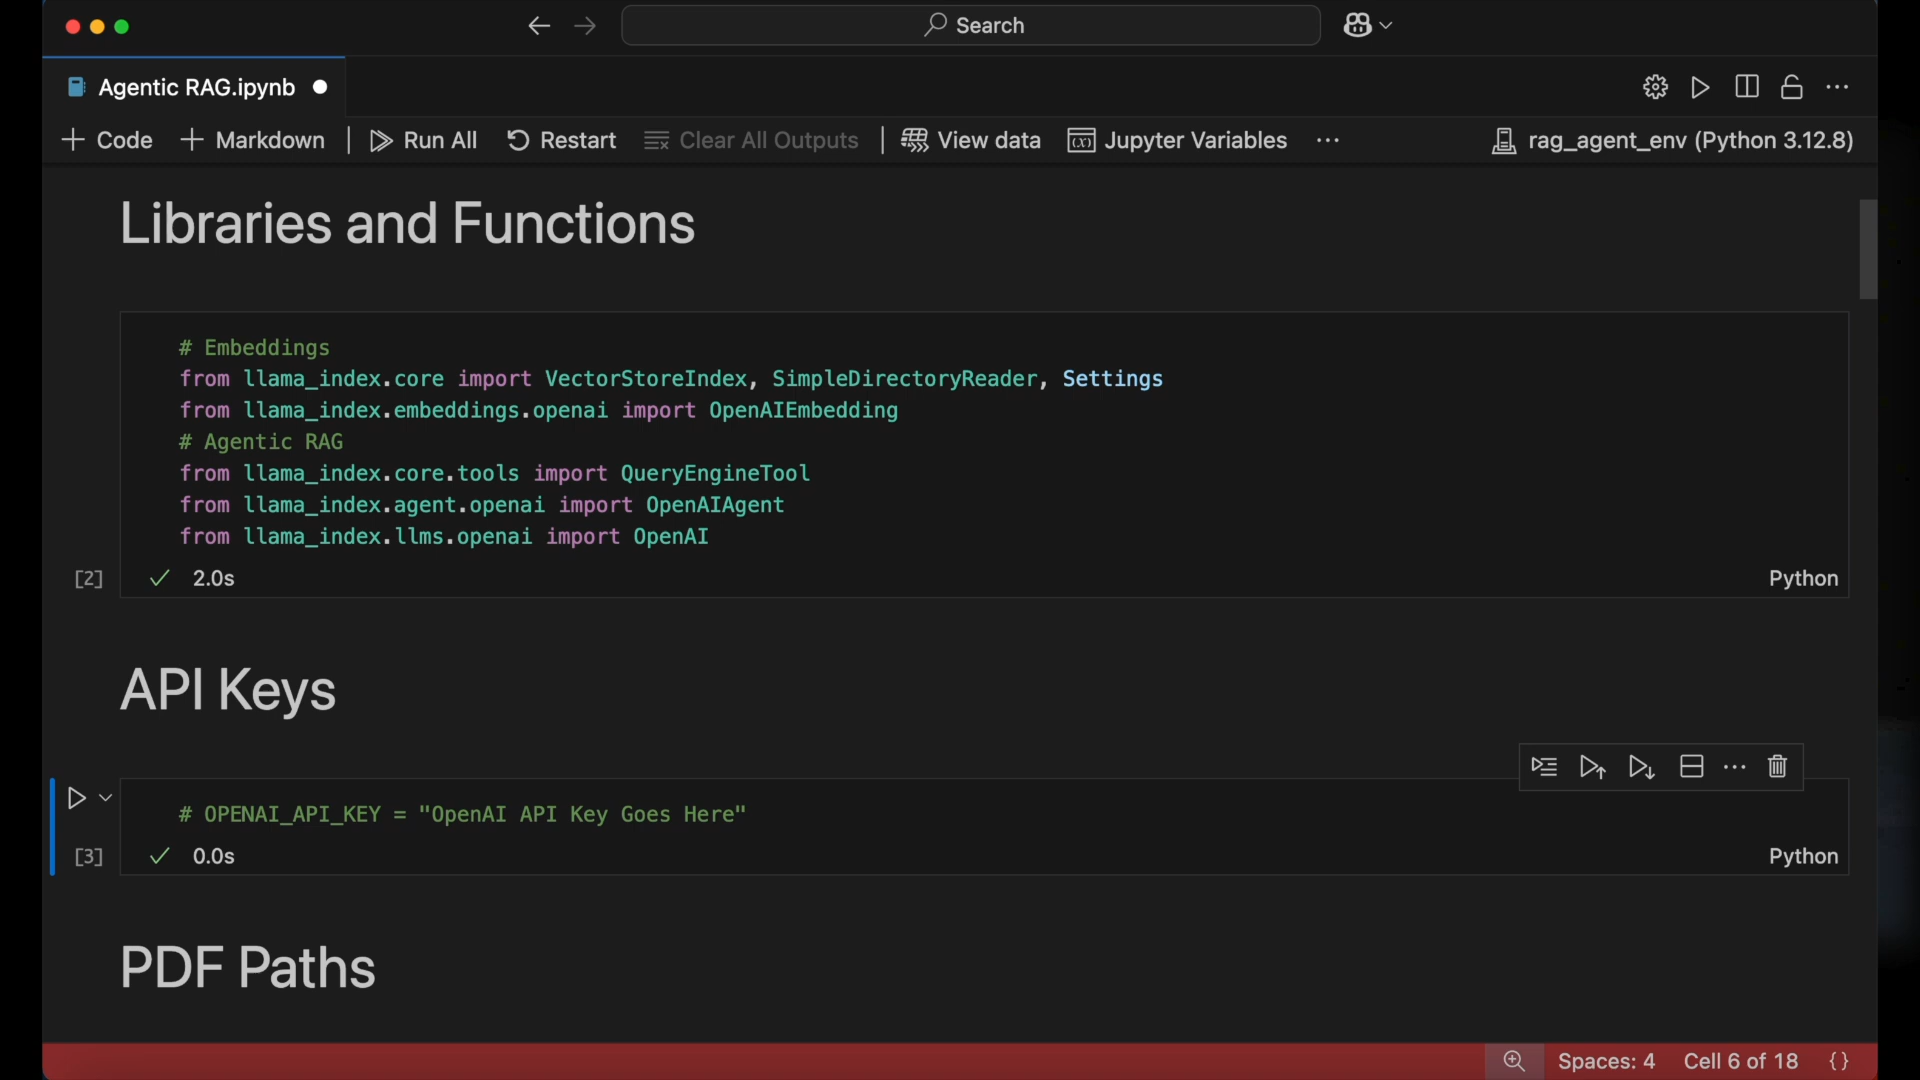 Search
Agentic RAG.ipynb
Code Markdown Run All Restart Clear All Outputs View data Jupyter Variables ... rag_agent_env (Python 3.12.8)
Libraries and Functions
# Embeddings
from llama_index.core import VectorStoreIndex, SimpleDirectoryReader, Settings
from llama_index.embeddings.openai import OpenAIEmbedding
# Agentic RAG
from llama_index.core.tools import QueryEngineTool
from llama_index.agent.openai import OpenAIAgent
from llama_index.llms.openai import OpenAI
[2] 2.0s Python
API Keys
# OPENAI_API_KEY = "OpenAI API Key Goes Here"
[3] 0.0s Python
PDF Paths
Spaces: 4 Cell 6 of 18 {}